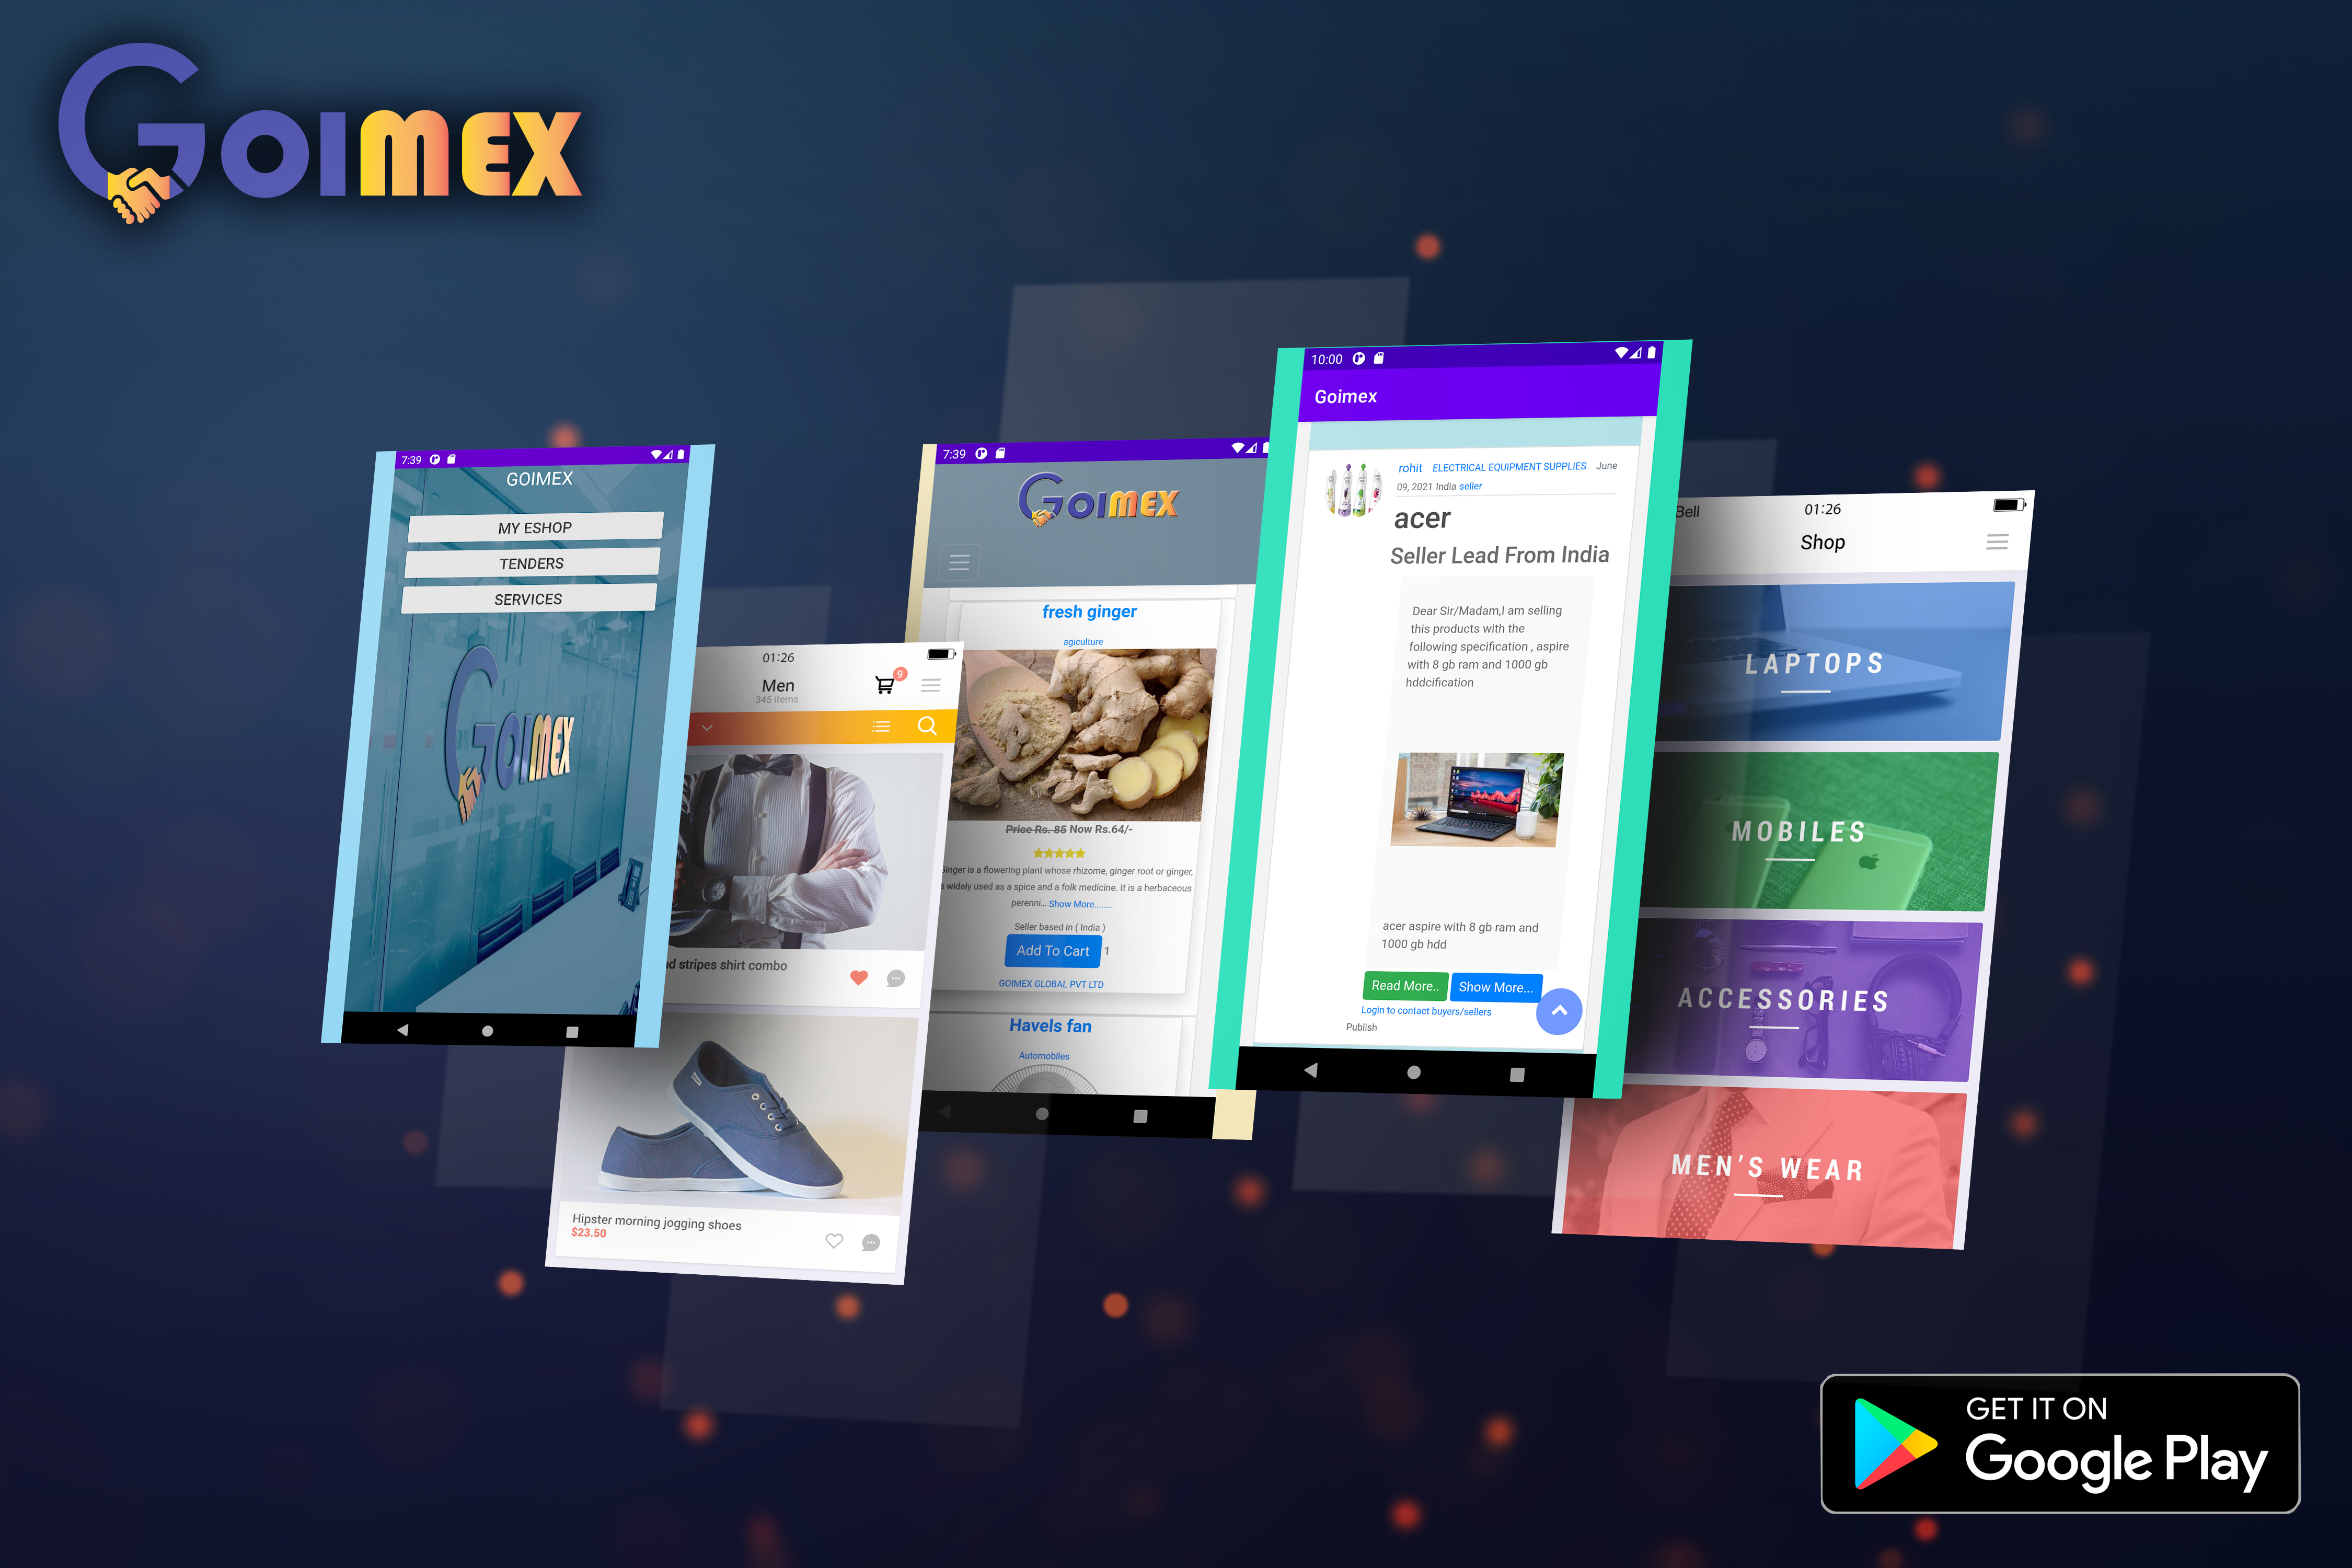 GOIMEX
7:39
GOIMEX
MY ESHOP
TENDERS
SERVICES
GOIMEX
01:26
Men
345 items
9
stripes shirt combo
Hipster morning jogging shoes
$23.50
7:39
GOIMEX
fresh ginger
agiculture
Price Rs. 85 Now Rs.64/-
Ginger is a flowering plant whose rhizome, ginger root or ginger,
widely used as a spice and a folk medicine. It is a herbaceous
perenni... Show More........
Seller based in ( India )
Add To Cart 1
GOIMEX GLOBAL PVT LTD
Havels fan
Automobiles
10:00
Goimex
rohit ELECTRICAL EQUIPMENT SUPPLIES June
09, 2021 India seller
acer
Seller Lead From India
Dear Sir/Madam,I am selling
this products with the
following specification , aspire
with 8 gb ram and 1000 gb
hddcification
acer aspire with 8 gb ram and
1000 gb hdd
Read More.. Show More...
Login to contact buyers/sellers
Publish
Bell 01:26
Shop
LAPTOPS
MOBILES
ACCESSORIES
MEN'S WEAR
GET IT ON
Google Play